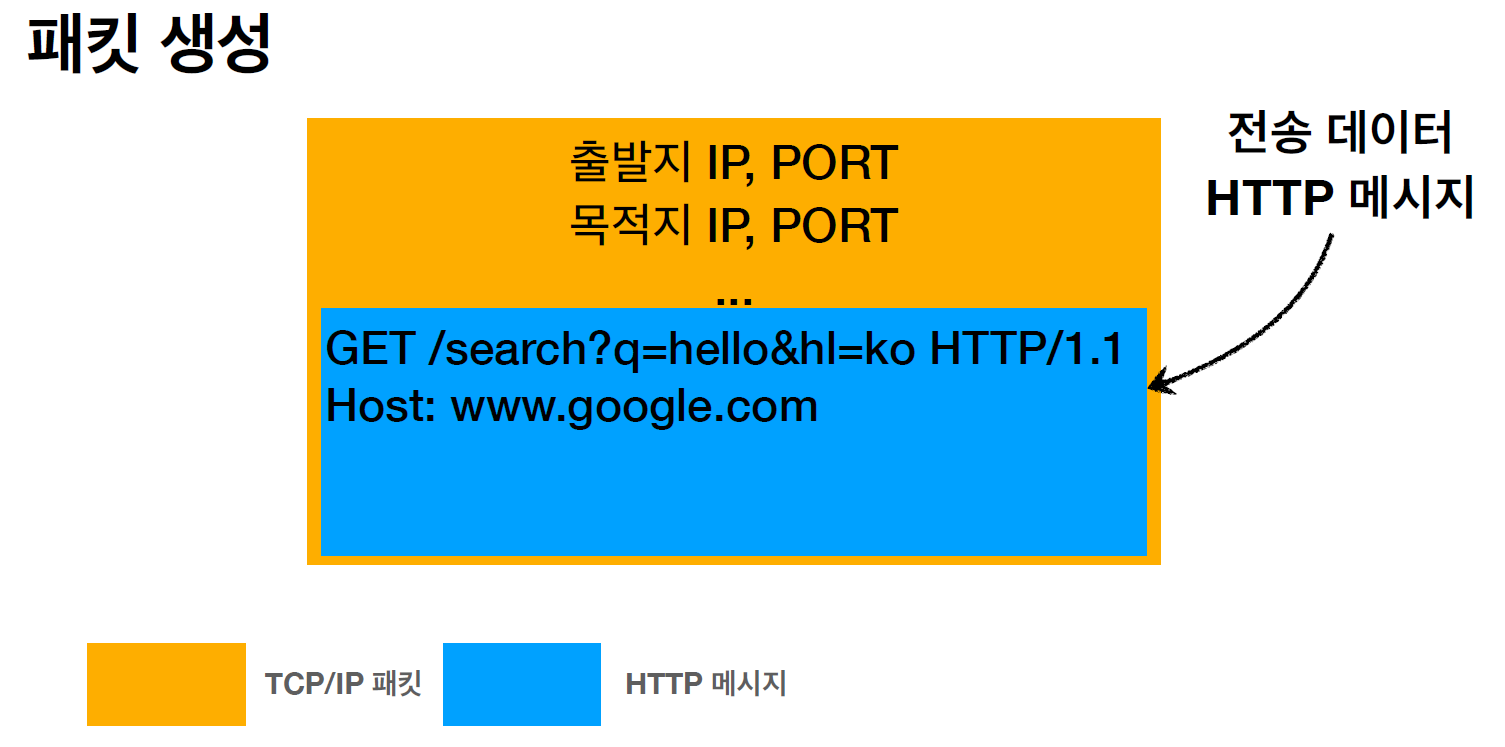 패킷 생성
전송 데이터
HTTP 메시지
출발지 IP, PORT
목적지 IP, PORT
...
GET /search?q=hello&hl=ko HTTP/1.1
Host: www.google.com
TCP/IP 패킷
HTTP 메시지